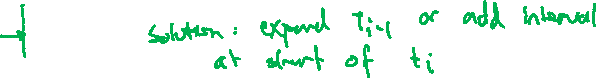 solution: expand Ti-1 or add interval
at start of ti